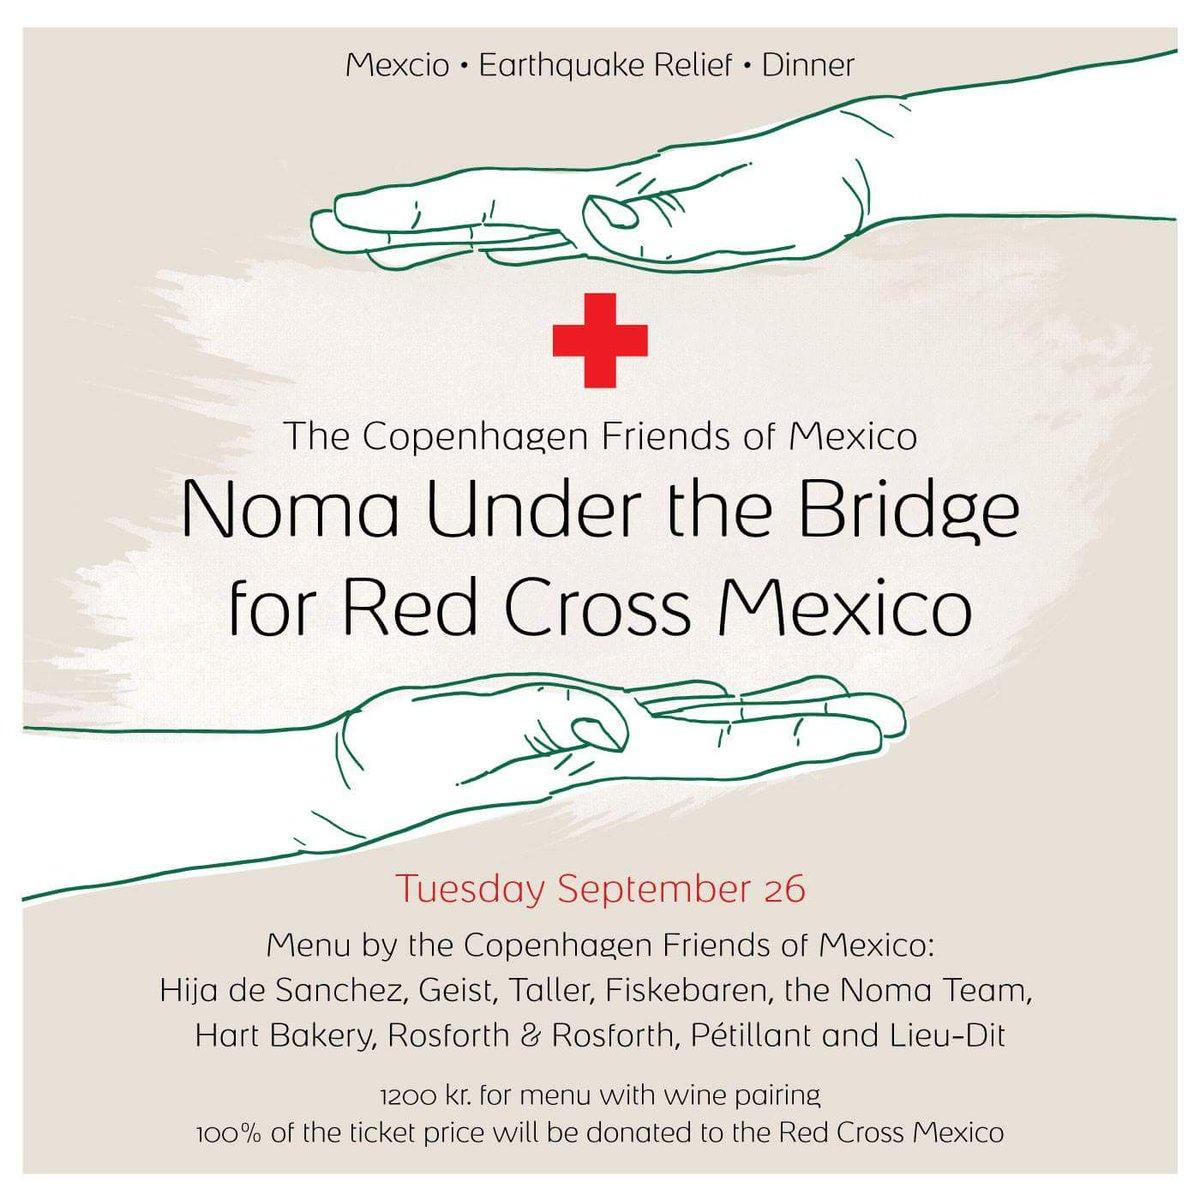 Mexcio • Earthquake Relief • Dinner
The Copenhagen Friends of Mexico
Noma Under the Bridge
for Red Cross Mexico
Tuesday September 26
Menu by the Copenhagen Friends of Mexico:
Hija de Sanchez, Geist, Taller, Fiskebaren, the Noma Team,
Hart Bakery, Rosforth & Rosforth, Pétillant and Lieu-Dit
1200 kr. for menu with wine pairing
100% of the ticket price will be donated to the Red Cross Mexico